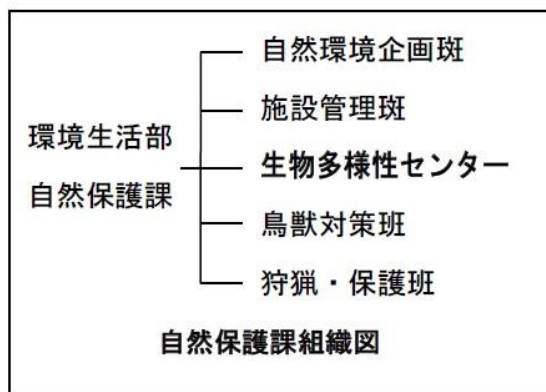 自然環境企画斑
施設管理斑
環境生活部
自然保護課
生物多様性センター
鳥獣対策班
狩猟・保護班
自然保護課組織図